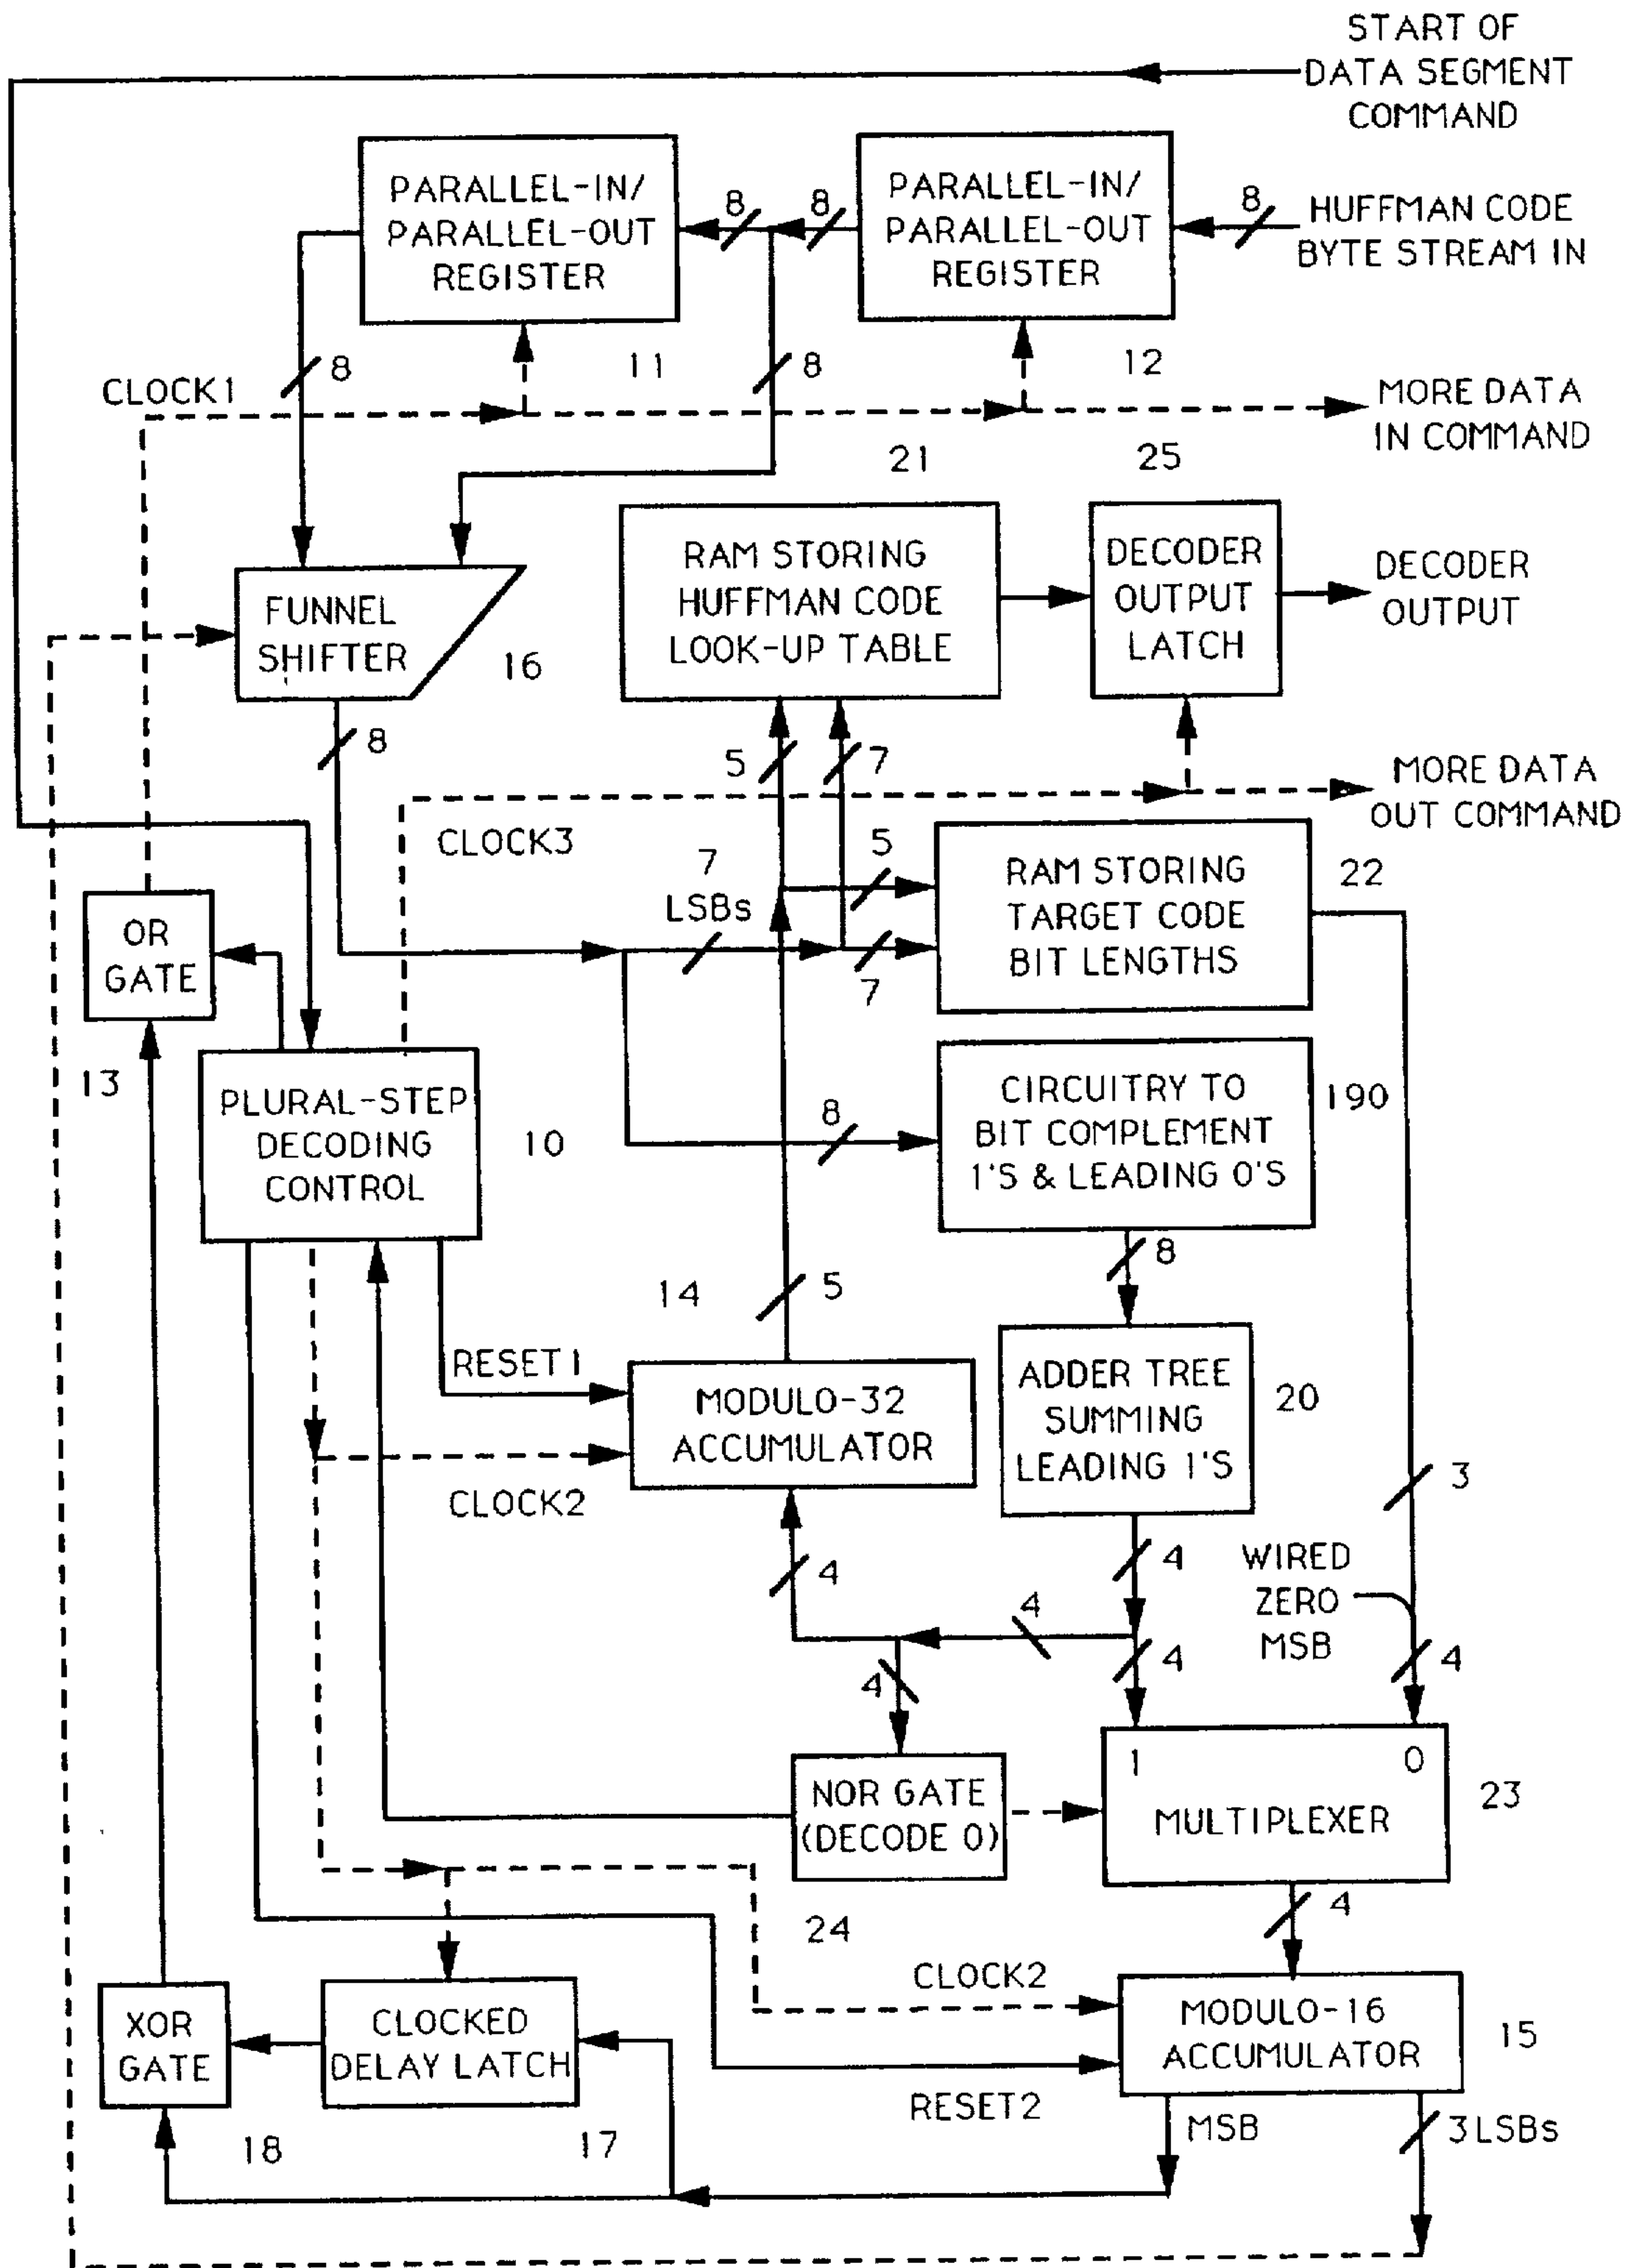 START OF
DATA SEGMENT
COMMAND
PARALLEL-IN/
PARALLEL-OUT
REGISTER
8
8
PARALLEL-IN/
PARALLEL-OUT
REGISTER
8
HUFFMAN CODE
BYTE STREAM IN
8
11
8
12
CLOCK1
MORE DATA
IN COMMAND
21
25
FUNNEL
SHIFTER
16
RAM STORING
HUFFMAN CODE
LOOK-UP TABLE
DECODER
OUTPUT
LATCH
DECODER
OUTPUT
8
5
7
MORE DATA
OUT COMMAND
CLOCK3
7
LSBs
5
7
RAM STORING
TARGET CODE
BIT LENGTHS
22
OR
GATE
13
PLURAL-STEP
DECODING
CONTROL
10
8
CIRCUITRY TO
BIT COMPLEMENT
1'S & LEADING 0'S
190
8
14
5
RESET1
MODULO-32
ACCUMULATOR
CLOCK2
ADDER TREE
SUMMING
LEADING 1'S
20
3
4
4
WIRED
ZERO
MSB
4
4
4
4
NOR GATE
(DECODE 0)
24
1
0
MULTIPLEXER
23
4
XOR
GATE
18
CLOCKED
DELAY LATCH
17
CLOCK2
RESET2
MODULO-16
ACCUMULATOR
15
MSB
3 LSBs